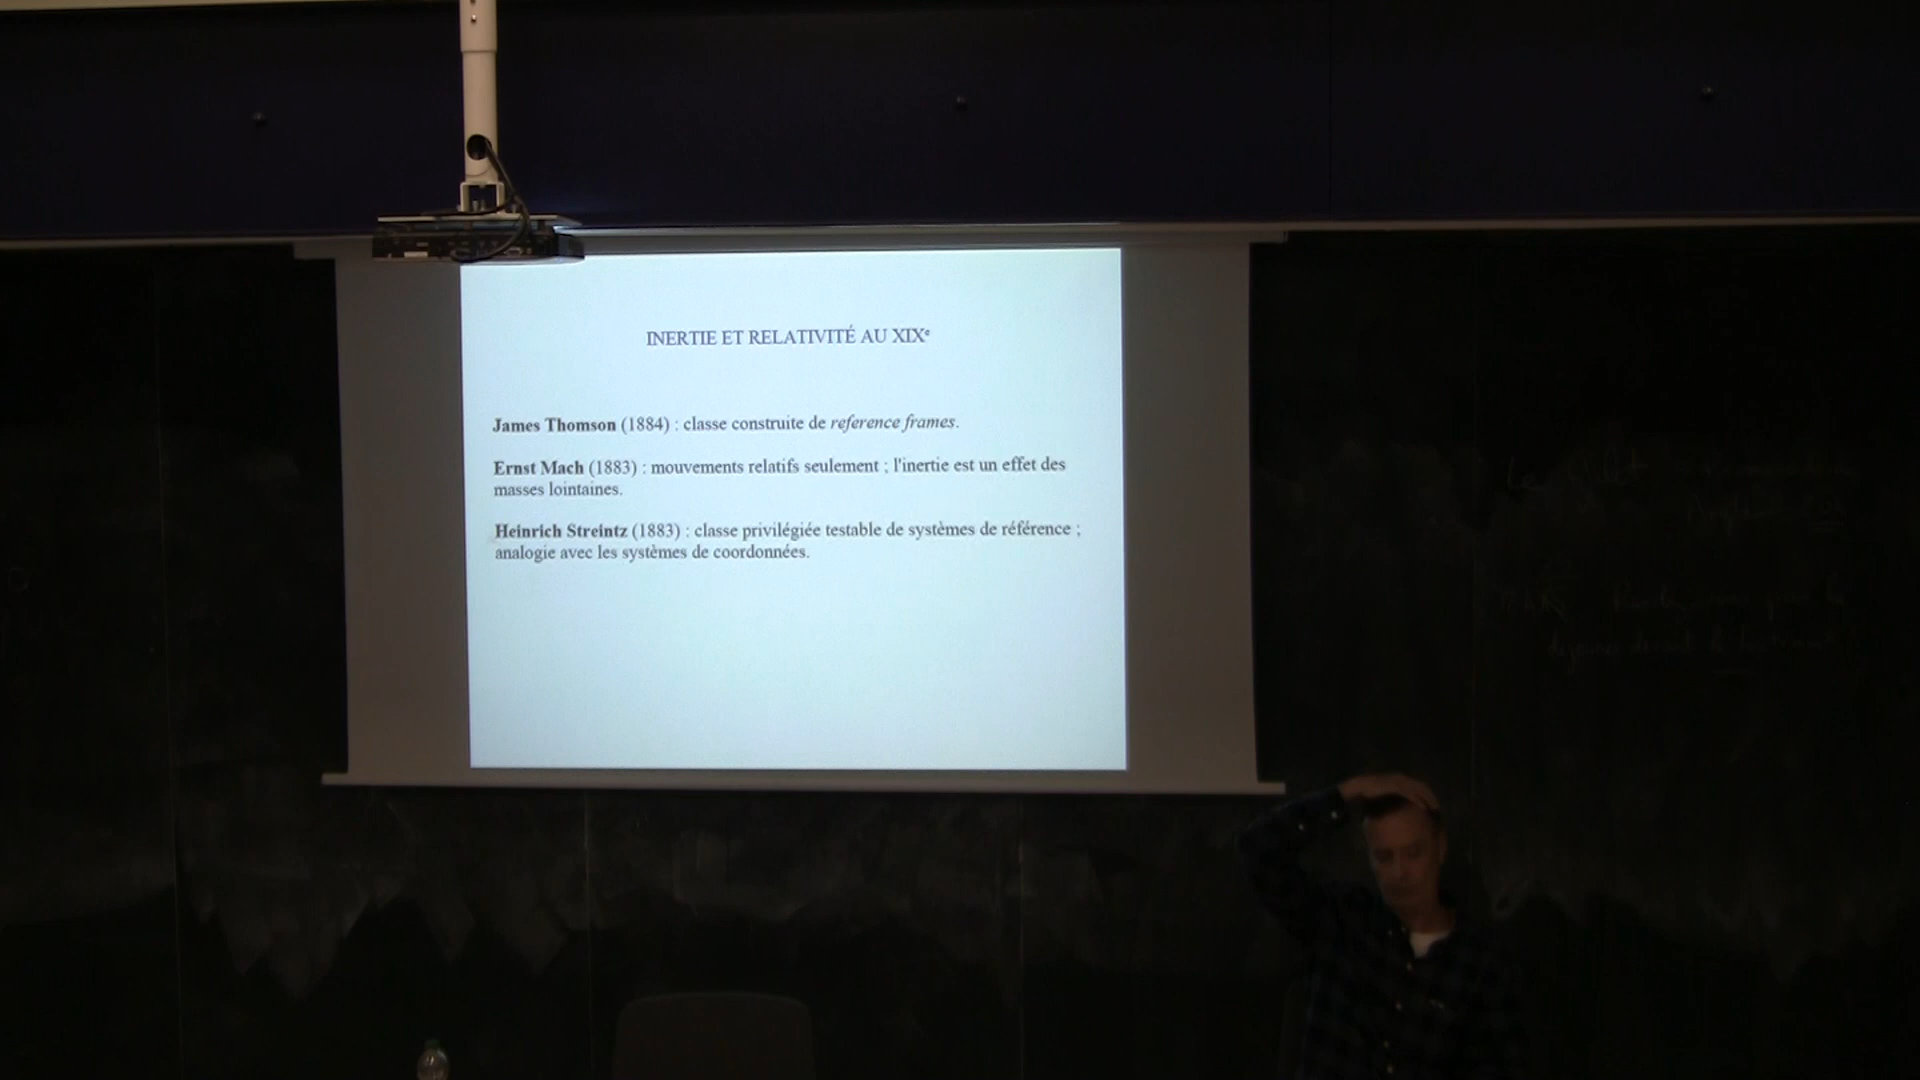 INERTIE ET RELATIVITÉ AU XIXᵉ
James Thomson (1884) : classe construite de reference frames.
Ernst Mach (1883) : mouvements relatifs seulement ; l'inertie est un effet des
masses lointaines.
Heinrich Streintz (1883) : classe privilégiée testable de systèmes de référence ;
analogie avec les systèmes de coordonnées.